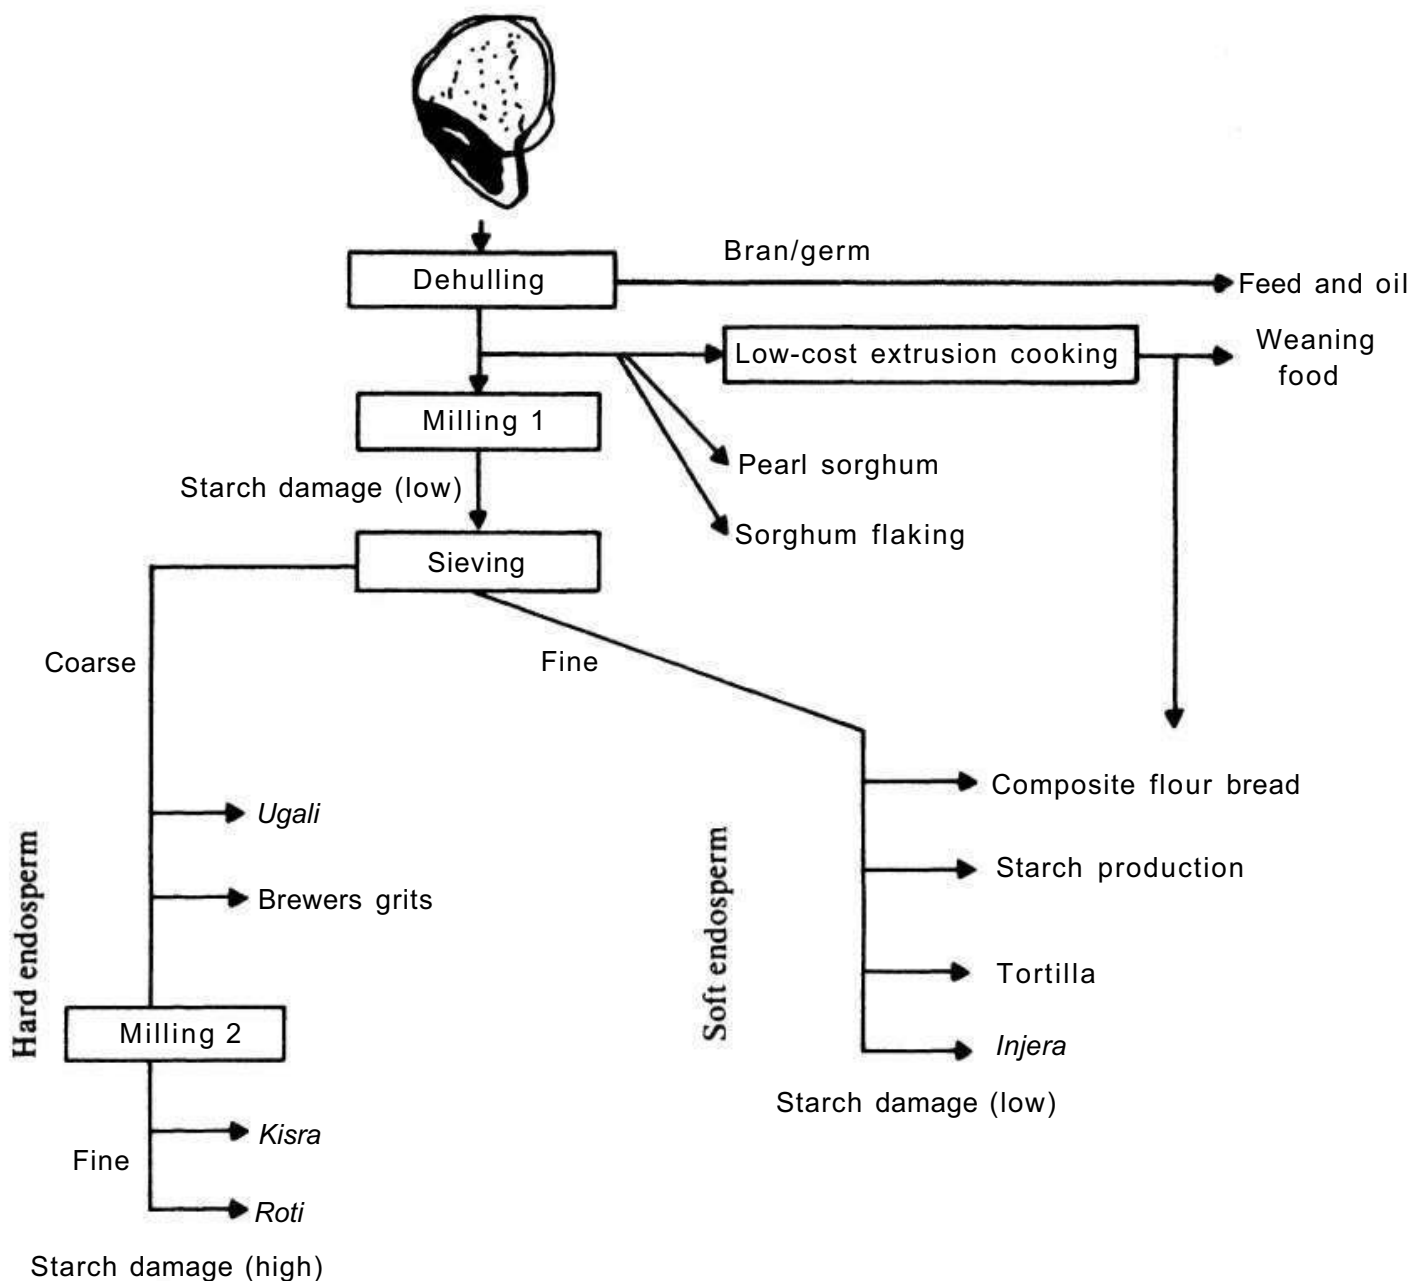 Bran/germ
Dehulling
Feed and oil
Low-cost extrusion cooking
Weaning
food
Milling 1
Pearl sorghum
Starch damage (low)
Sorghum flaking
Sieving
Coarse
Fine
Composite flour bread
Ugali
Hard endosperm
Soft endosperm
Starch production
Brewers grits
Tortilla
Milling 2
Injera
Starch damage (low)
Kisra
Fine
Roti
Starch damage (high)